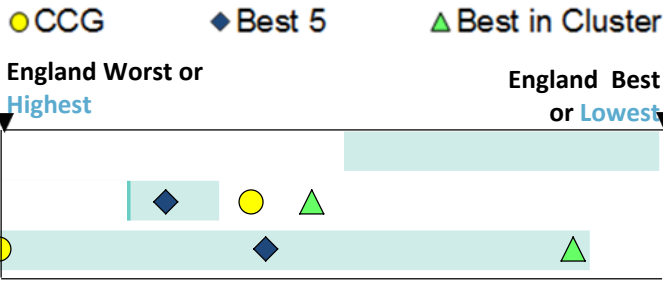 CCG Best 5 Best in Cluster
England Worst or
Highest
England Best
or Lowest